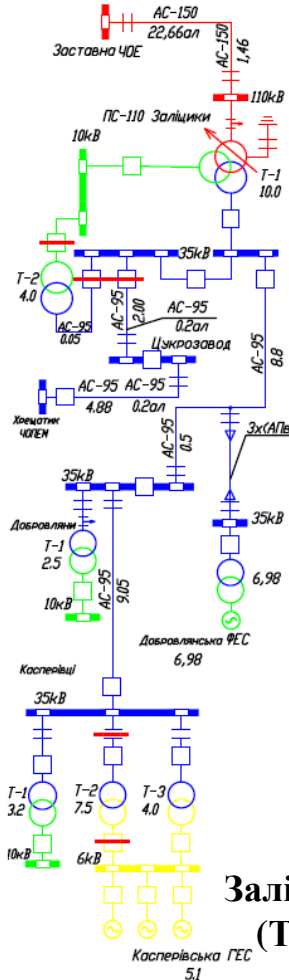 АС-150
22,66ал
Заставна ЧОЕ
АС-150
1,46
110кВ
ПС-110 Заліщики
10кВ
Т-1
10.0
35кВ
Т-2
4.0
АС-95
0.05
АС-95
2.00
АС-95
0.2ал
Цукрозавод
АС-95
8.8
АС-95
4.88
АС-95
0.2ал
Хрещатик
ЧОПЕМ
3х(АПв
АС-95
0.5
35кВ
35кВ
Добровляни
Т-1
2.5
10кВ
АС-95
9.05
6,98
Добровлянська ФЕС
6,98
Касперівці
35кВ
Т-1
3.2
Т-2
7.5
Т-3
4.0
10кВ
6кВ
Залі
(Т
Касперівська ГЕС
5.1